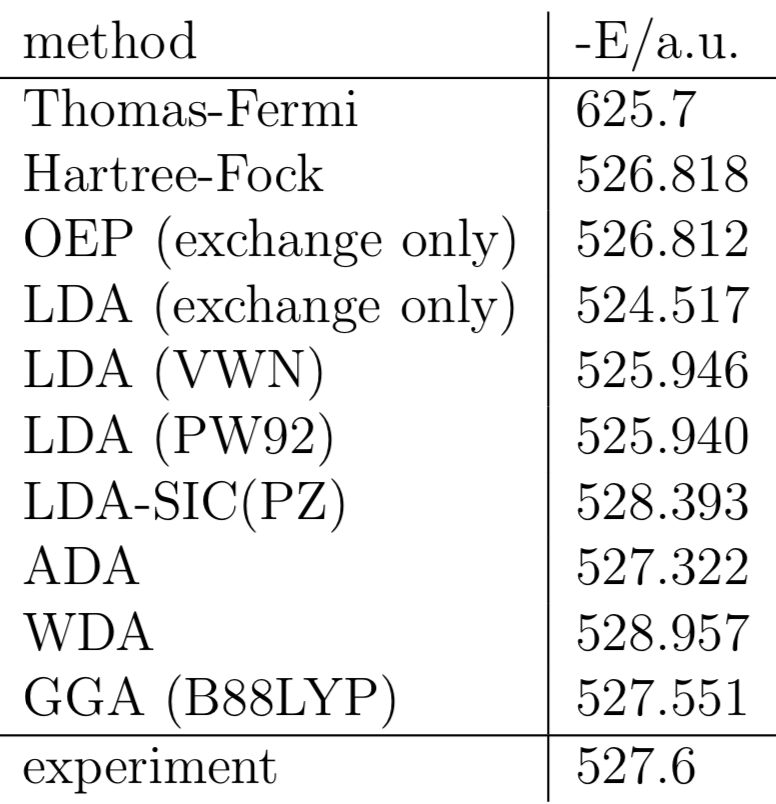 method -E/a.u.
Thomas-Fermi 625.7
Hartree-Fock 526.818
OEP (exchange only) 526.812
LDA (exchange only) 524.517
LDA (VWN) 525.946
LDA (PW92) 525.940
LDA-SIC(PZ) 528.393
ADA 527.322
WDA 528.957
GGA (B88LYP) 527.551
experiment 527.6